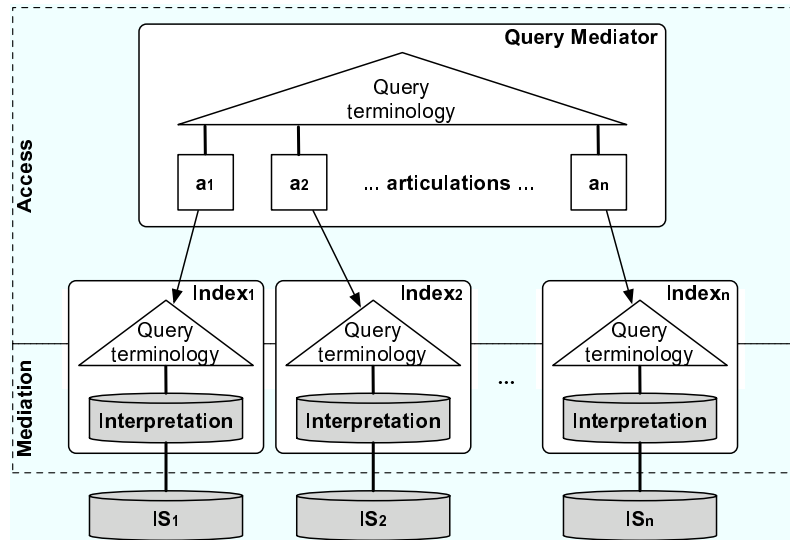 Query Mediator
Query
terminology
Access
a1
a2
... articulations ...
an
Index1
Index2
Indexn
Query
terminology
Query
terminology
Query
terminology
Mediation
...
Interpretation
Interpretation
Interpretation
IS1
IS2
ISn